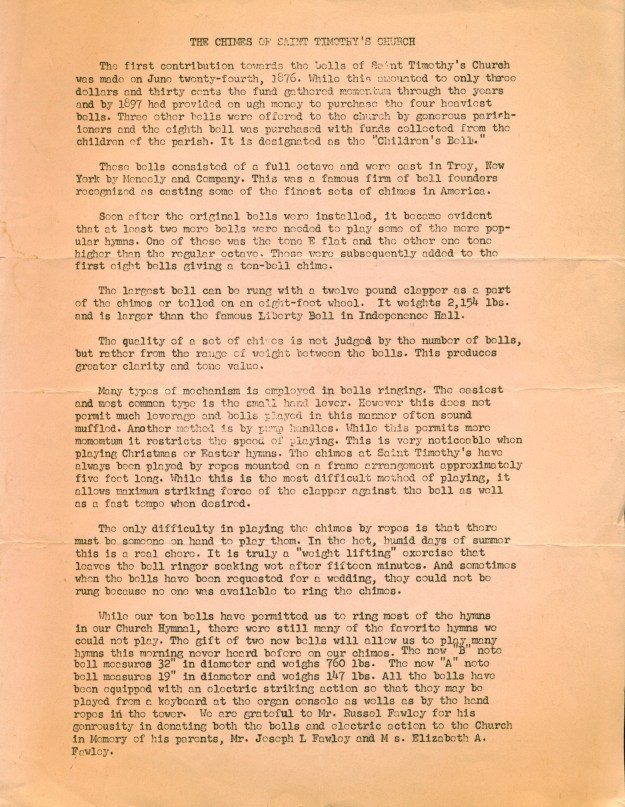 THE CHIMES OF SAINT TIMOTHY'S CHURCH
The first contribution towards the bells of Saint Timothy's Church
was made on June twenty-fourth, 1876. While this amounted to only three
dollars and thirty cents the fund gathered momentum through the years
and by 1897 had provided en ugh money to purchase the four heaviest
bells. Three other bells were offered to the church by generous parish-
ioners and the eighth bell was purchased with funds collected from the
children of the parish. It is designated as the "Children's Bell."
These bells consisted of a full octave and were cast in Troy, New
York by Meneely and Company. This was a famous firm of bell founders
recognized as casting some of the finest sets of chimes in America.
Soon after the original bells were installed, it became evident
that at least two more bells were needed to play some of the more pop-
ular hymns. One of these was the tone E flat and the other one tone
higher than the regular octave. These were subsequently added to the
first eight bells giving a ten-bell chime.
The largest bell can be rung with a twelve pound clapper as a part
of the chimes or tolled on an eight-foot wheel. It weights 2,154 lbs.
and is larger than the famous Liberty Bell in Independence Hall.
The quality of a set of chimes is not judged by the number of bells,
but rather from the range of weight between the bells. This produces
greater clarity and tone value.
Many types of mechanism is employed in bells ringing. The easiest
and most common type is the small hand lever. However this does not
permit much leverage and bells played in this manner often sound
muffled. Another method is by pump handles. While this permits more
momemtum it restricts the speed of playing. This is very noticeable when
playing Christmas or Easter hymns. The chimes at Saint Timothy's have
always been played by ropes mounted on a frame arrangement approximately
five feet long. While this is the most difficult method of playing, it
allows maximum striking force of the clapper against the bell as well
as a fast tempo when desired.
The only difficulty in playing the chimes by ropes is that there
must be someone on hand to play them. In the hot, humid days of summer
this is a real chore. It is truly a "weight lifting" exercise that
leaves the bell ringer soaking wet after fifteen minutes. And sometimes
when the bells have been requested for a wedding, they could not be
rung because no one was available to ring the chimes.
While our ten bells have permitted us to ring most of the hymns
in our Church Hymnal, there were still many of the favorite hymns we
could not play. The gift of two new bells will allow us to play many
hymns this morning never heard before on our chimes. The new "B" note
bell measures 32" in diameter and weighs 760 lbs. The new "A" note
bell measures 19" in diameter and weighs 147 lbs. All the bells have
been equipped with an electric striking action so that they may be
played from a keyboard at the organ console as wells as by the hand
ropes in the tower. We are grateful to Mr. Russel Fawley for his
genrousity in donating both the bells and electric action to the Church
in Memory of his parents, Mr. Joseph L Fawley and M s. Elizabeth A.
Fawley.